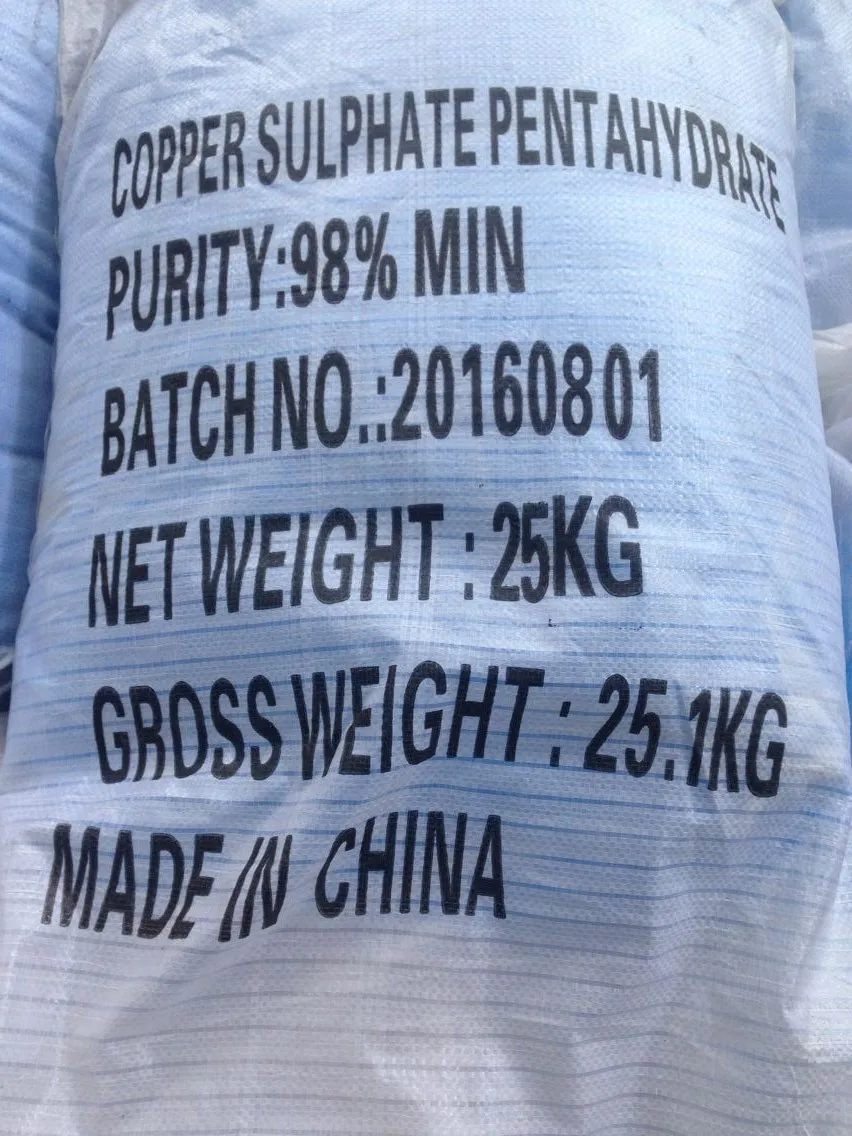 COPPER SULPHATE PENTAHYDRATE
PURITY:98% MIN
BATCH NO.:20160801
NET WEIGHT : 25KG
GROSS WEIGHT : 25.1KG
MADE IN CHINA